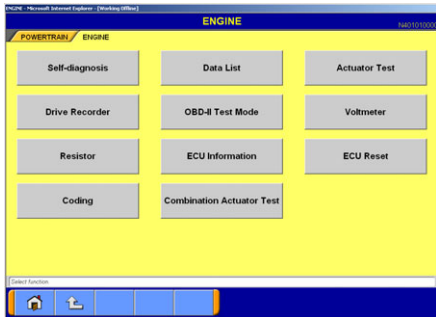 ENGINE - Microsoft Internet Explorer - [Working Offline]
ENGINE
N401010000
POWERTRAIN ENGINE
Self-diagnosis Data List Actuator Test
Drive Recorder OBD-II Test Mode Voltmeter
Resistor ECU Information ECU Reset
Coding Combination Actuator Test
Select function